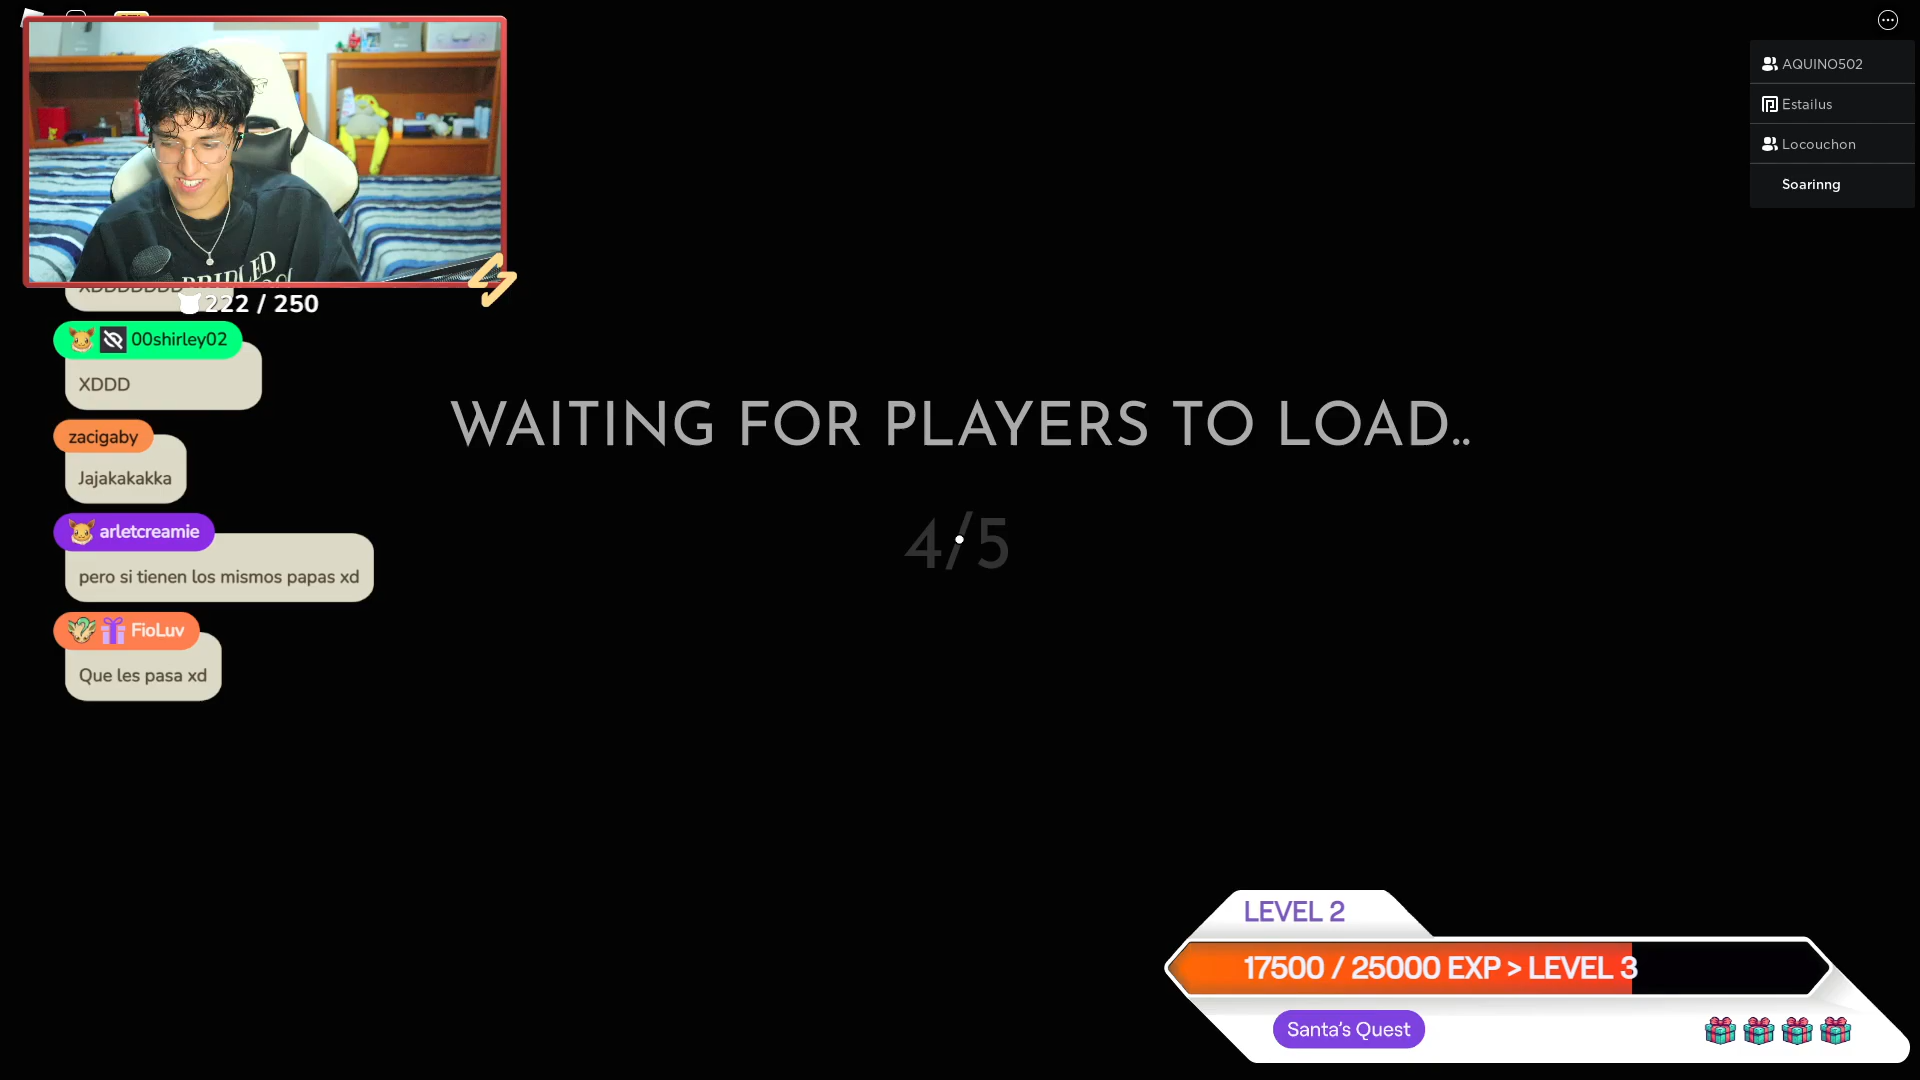 AQUINO502
Estailus
Locouchon
Soarinng
222 / 250
00shirley02
XDDD
zacigaby
Jajakakakka
arletcreamie
pero si tienen los mismos papas xd
FioLuv
Que les pasa xd
WAITING FOR PLAYERS TO LOAD..
4/5
LEVEL 2
17500 / 25000 EXP > LEVEL 3
Santa's Quest